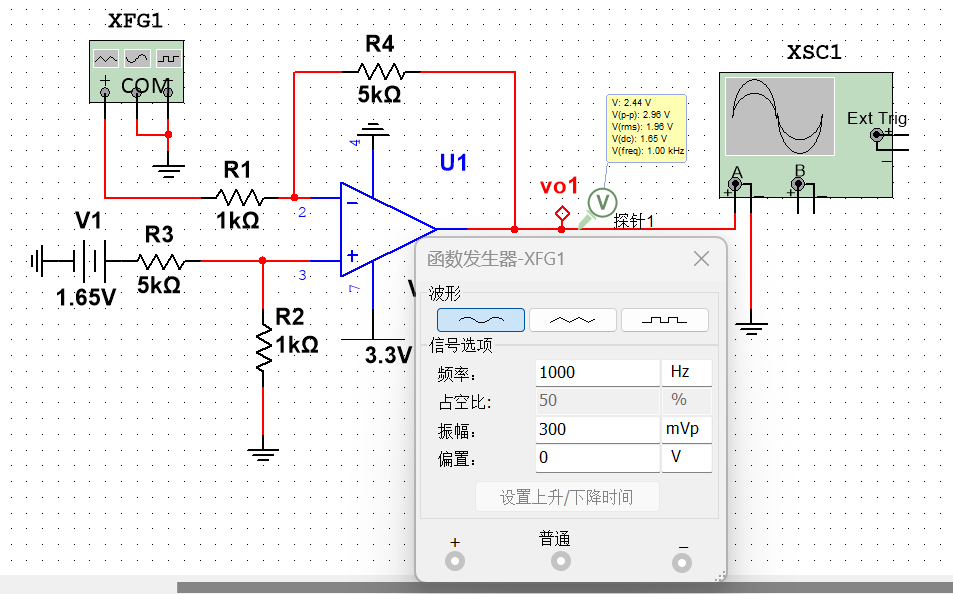 XFG1
COM
R4
5kΩ
XSC1
Ext Trig
A
B
V: 2.44 V
V(p-p): 2.96 V
V(rms): 1.96 V
V(dc): 1.65 V
V(freq): 1.00 kHz
4
U1
vo1
V
探针1
R1
1kΩ
2
V1
1.65V
R3
5kΩ
3
7
R2
1kΩ
3.3V
函数发生器-XFG1
波形
信号选项
频率: 1000 Hz
占空比: 50 %
振幅: 300 mVp
偏置: 0 V
设置上升/下降时间
+ 普通 −